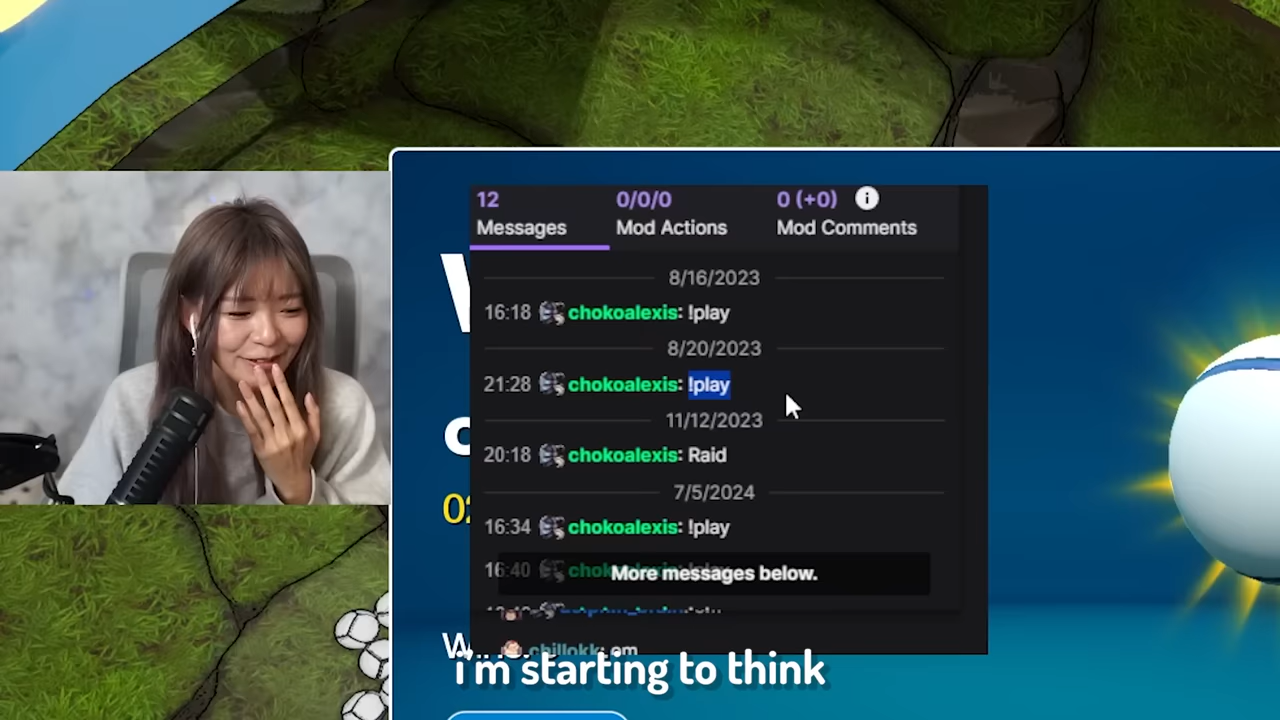 12 0/0/0 0 (+0)
Messages Mod Actions Mod Comments
8/16/2023
16:18 chokoalexis: !play
8/20/2023
21:28 chokoalexis: !play
11/12/2023
20:18 chokoalexis: Raid
7/5/2024
16:34 chokoalexis: !play
16:40
More messages below.
chillokk: om
i'm starting to think